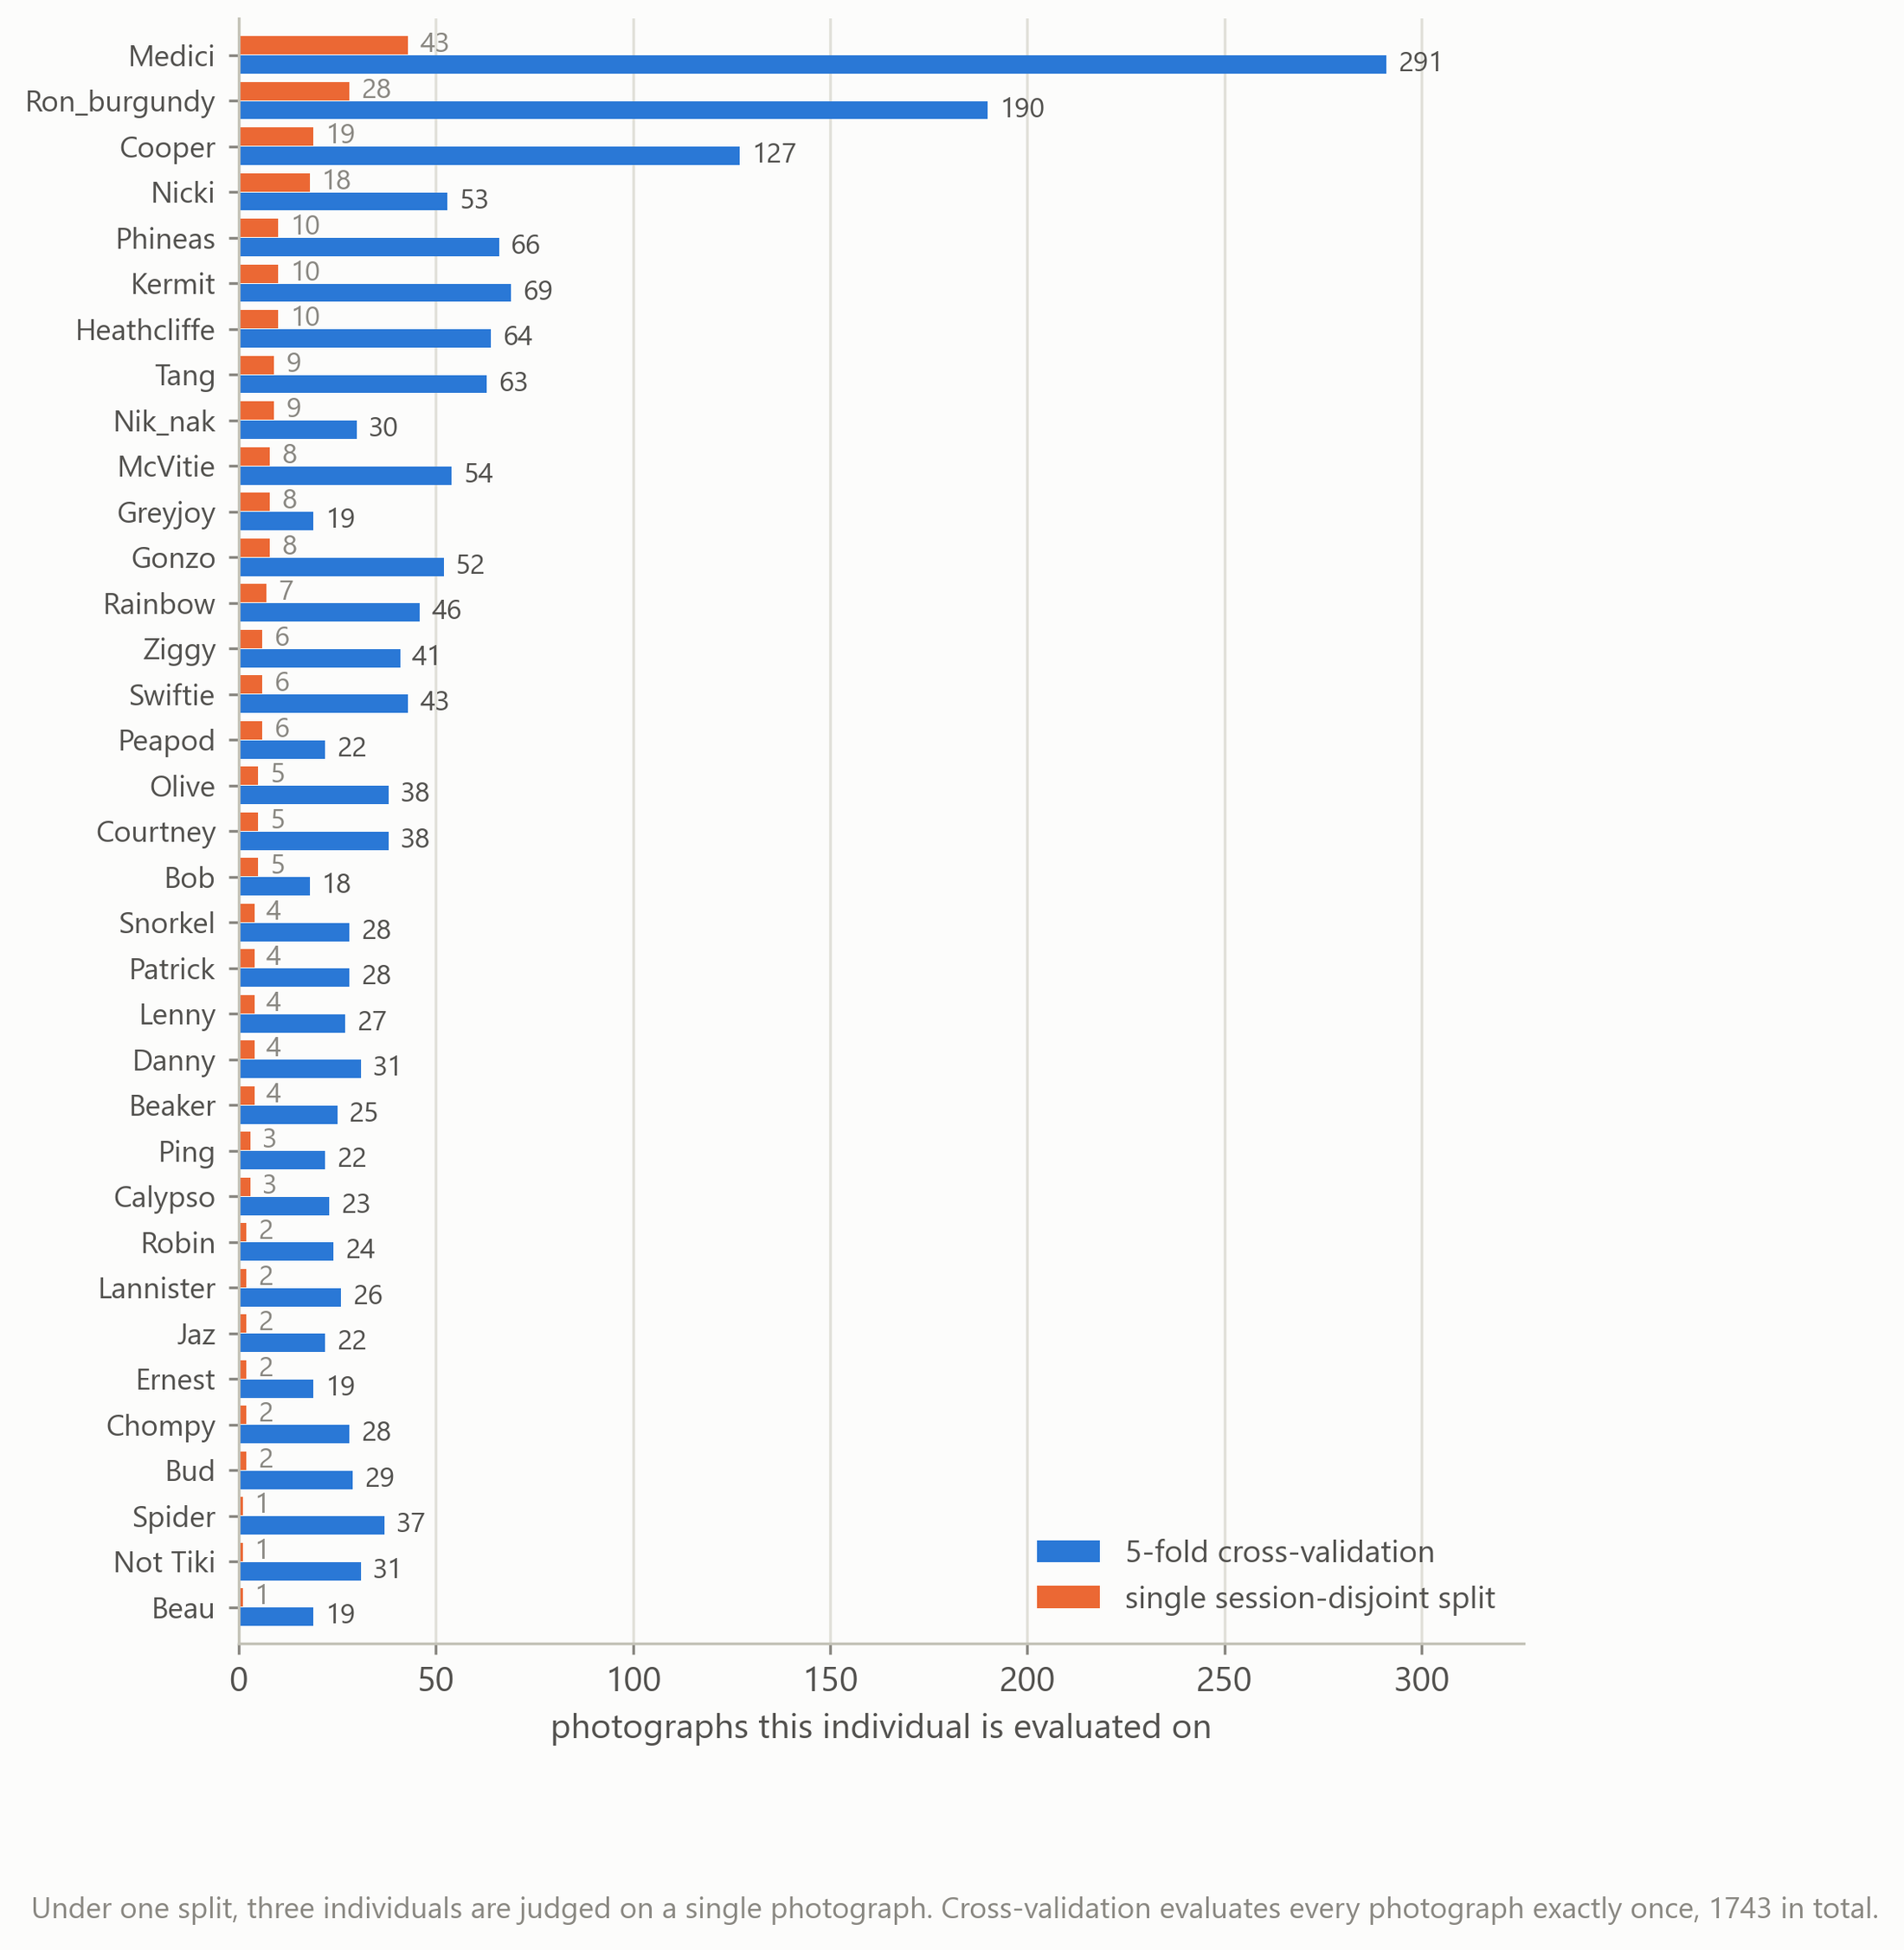 Medici 43 291
Ron_burgundy 28 190
Cooper 19 127
Nicki 18 53
Phineas 10 66
Kermit 10 69
Heathcliffe 10 64
Tang 9 63
Nik_nak 9 30
McVitie 8 54
Greyjoy 8 19
Gonzo 8 52
Rainbow 7 46
Ziggy 6 41
Swiftie 6 43
Peapod 6 22
Olive 5 38
Courtney 5 38
Bob 5 18
Snorkel 4 28
Patrick 4 28
Lenny 4 27
Danny 4 31
Beaker 4 25
Ping 3 22
Calypso 3 23
Robin 2 24
Lannister 2 26
Jaz 2 22
Ernest 2 19
Chompy 2 28
Bud 2 29
Spider 1 37
Not Tiki 1 31
Beau 1 19
5-fold cross-validation
single session-disjoint split
0 50 100 150 200 250 300
photographs this individual is evaluated on
Under one split, three individuals are judged on a single photograph. Cross-validation evaluates every photograph exactly once, 1743 in total.